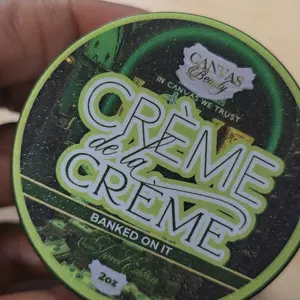 CANVAS
Beauty
IN CANVAS WE TRUST
CRÈME
de la
CRÈME
BANKED ON IT
2oz